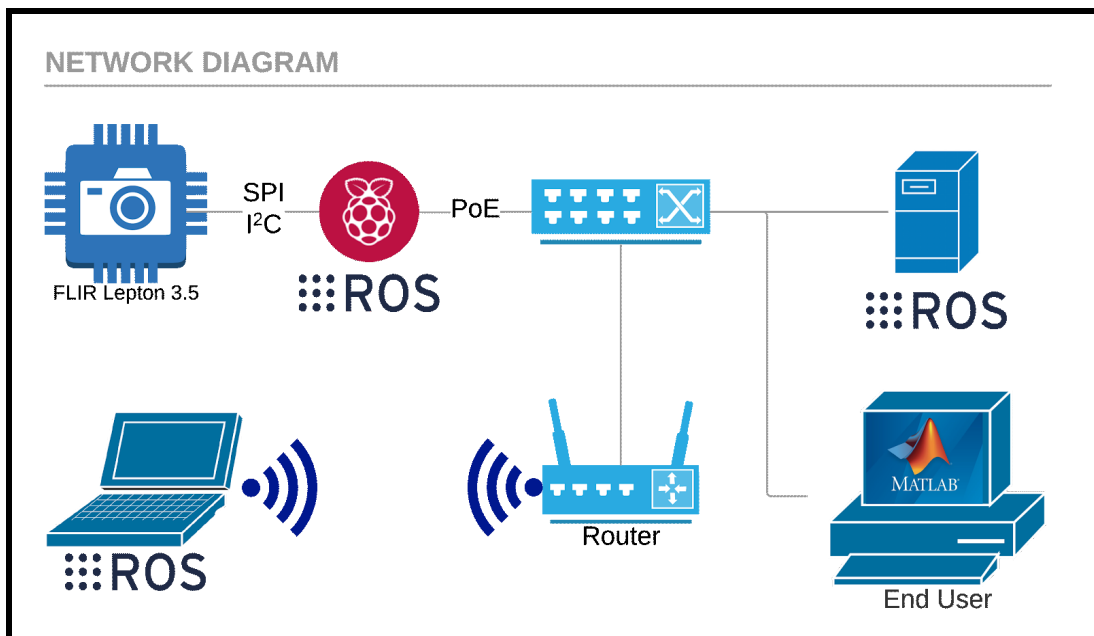 NETWORK DIAGRAM
SPI
I²C
PoE
FLIR Lepton 3.5
ROS
ROS
MATLAB
Router
ROS
End User